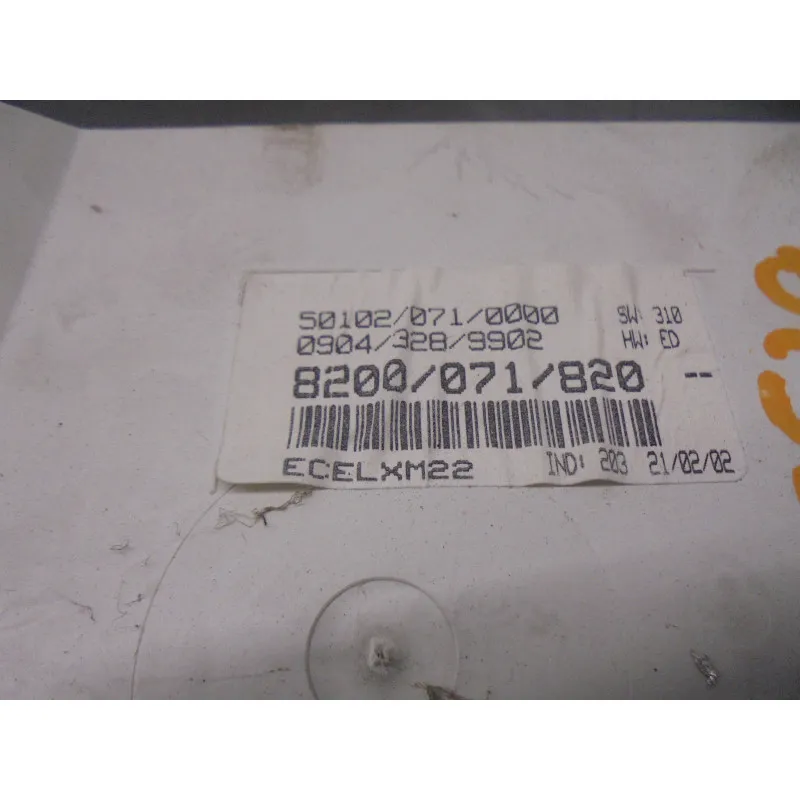 50102/071/0000 SW: 310
0904/328/9902 HW: ED
8200/071/820 --
ECELXM22 IND: 203 21/02/02